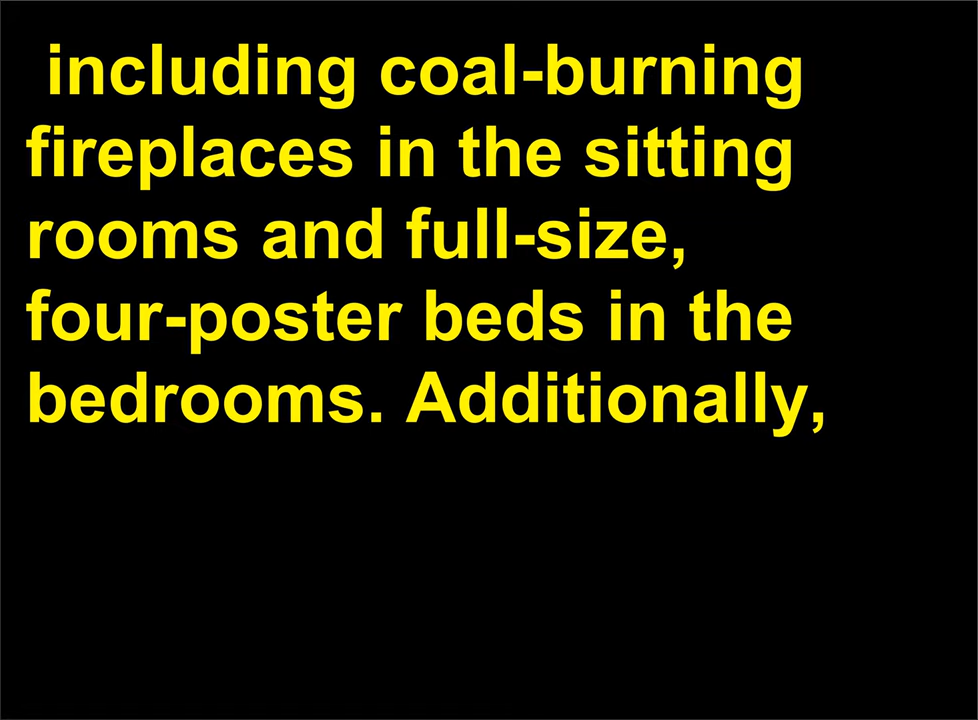 including coal-burning
fireplaces in the sitting
rooms and full-size,
four-poster beds in the
bedrooms. Additionally,